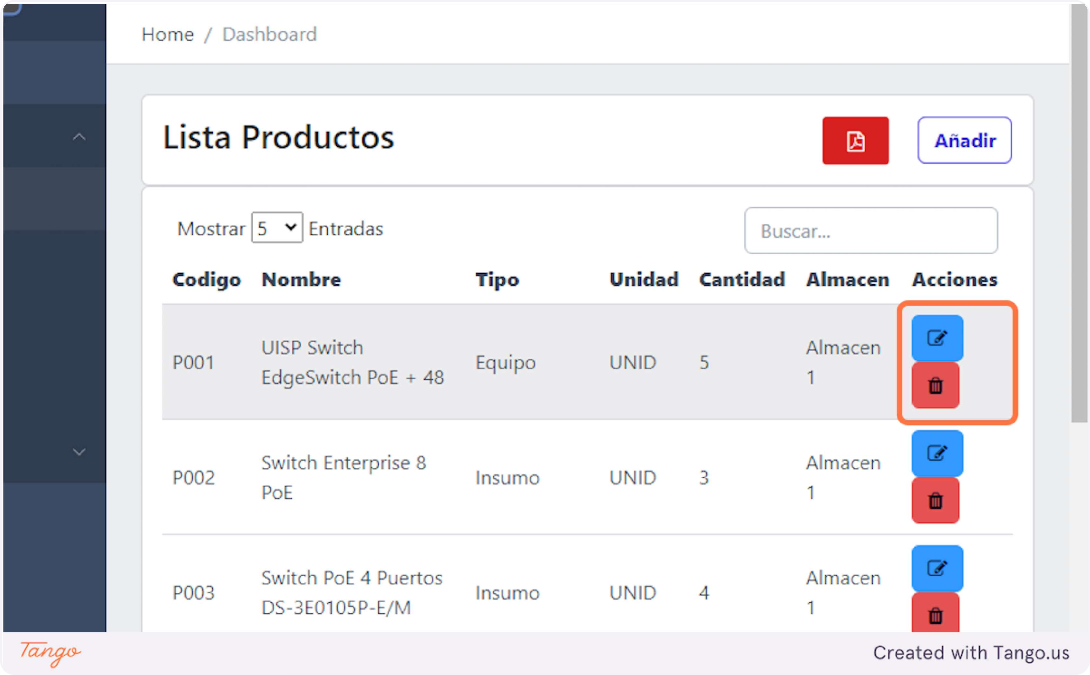 Home / Dashboard
Lista Productos
Añadir
Mostrar 5 Entradas
Buscar...
Codigo Nombre Tipo Unidad Cantidad Almacen Acciones
P001 UISP Switch EdgeSwitch PoE + 48 Equipo UNID 5 Almacen 1
P002 Switch Enterprise 8 PoE Insumo UNID 3 Almacen 1
P003 Switch PoE 4 Puertos DS-3E0105P-E/M Insumo UNID 4 Almacen 1
Tango
Created with Tango.us